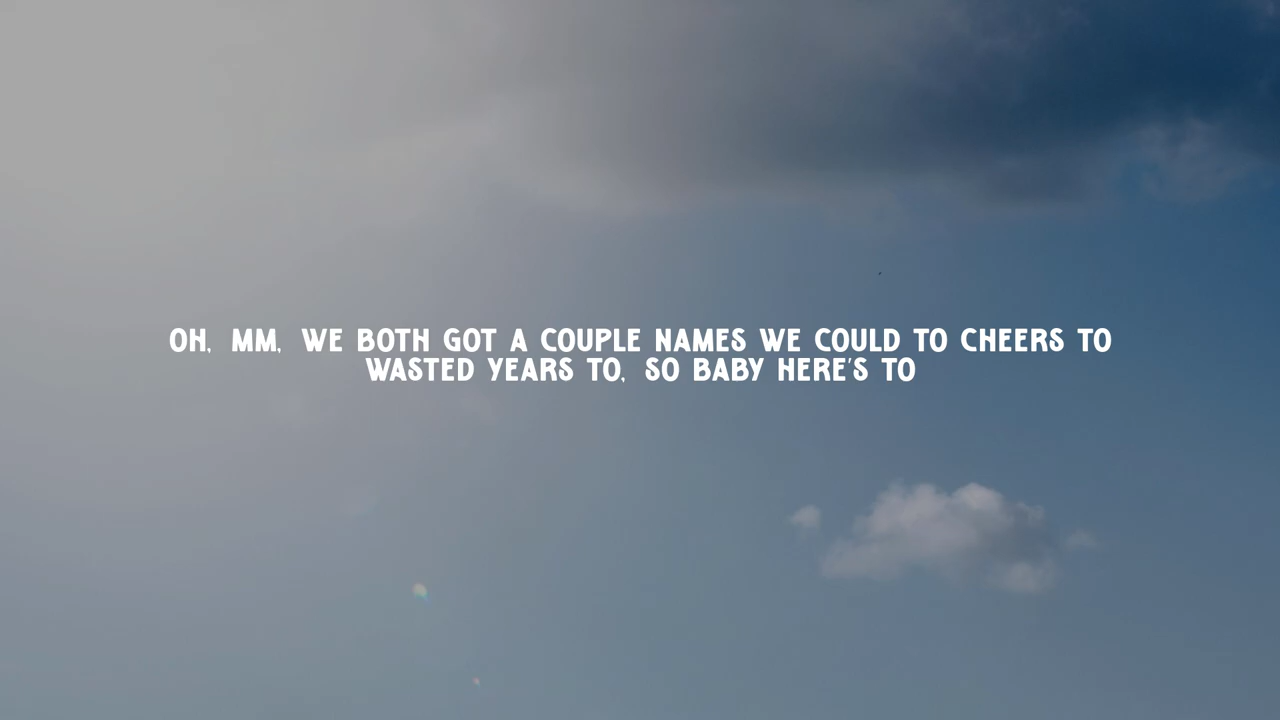 OH, MM, WE BOTH GOT A COUPLE NAMES WE COULD TO CHEERS TO
WASTED YEARS TO, SO BABY HERE'S TO